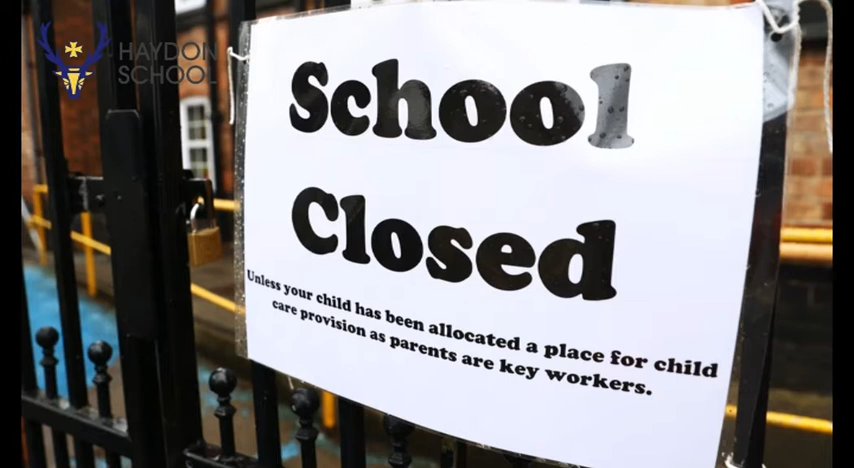 HAYDON
SCHOOL
School
Closed
Unless your child has been allocated a place for child
care provision as parents are key workers.